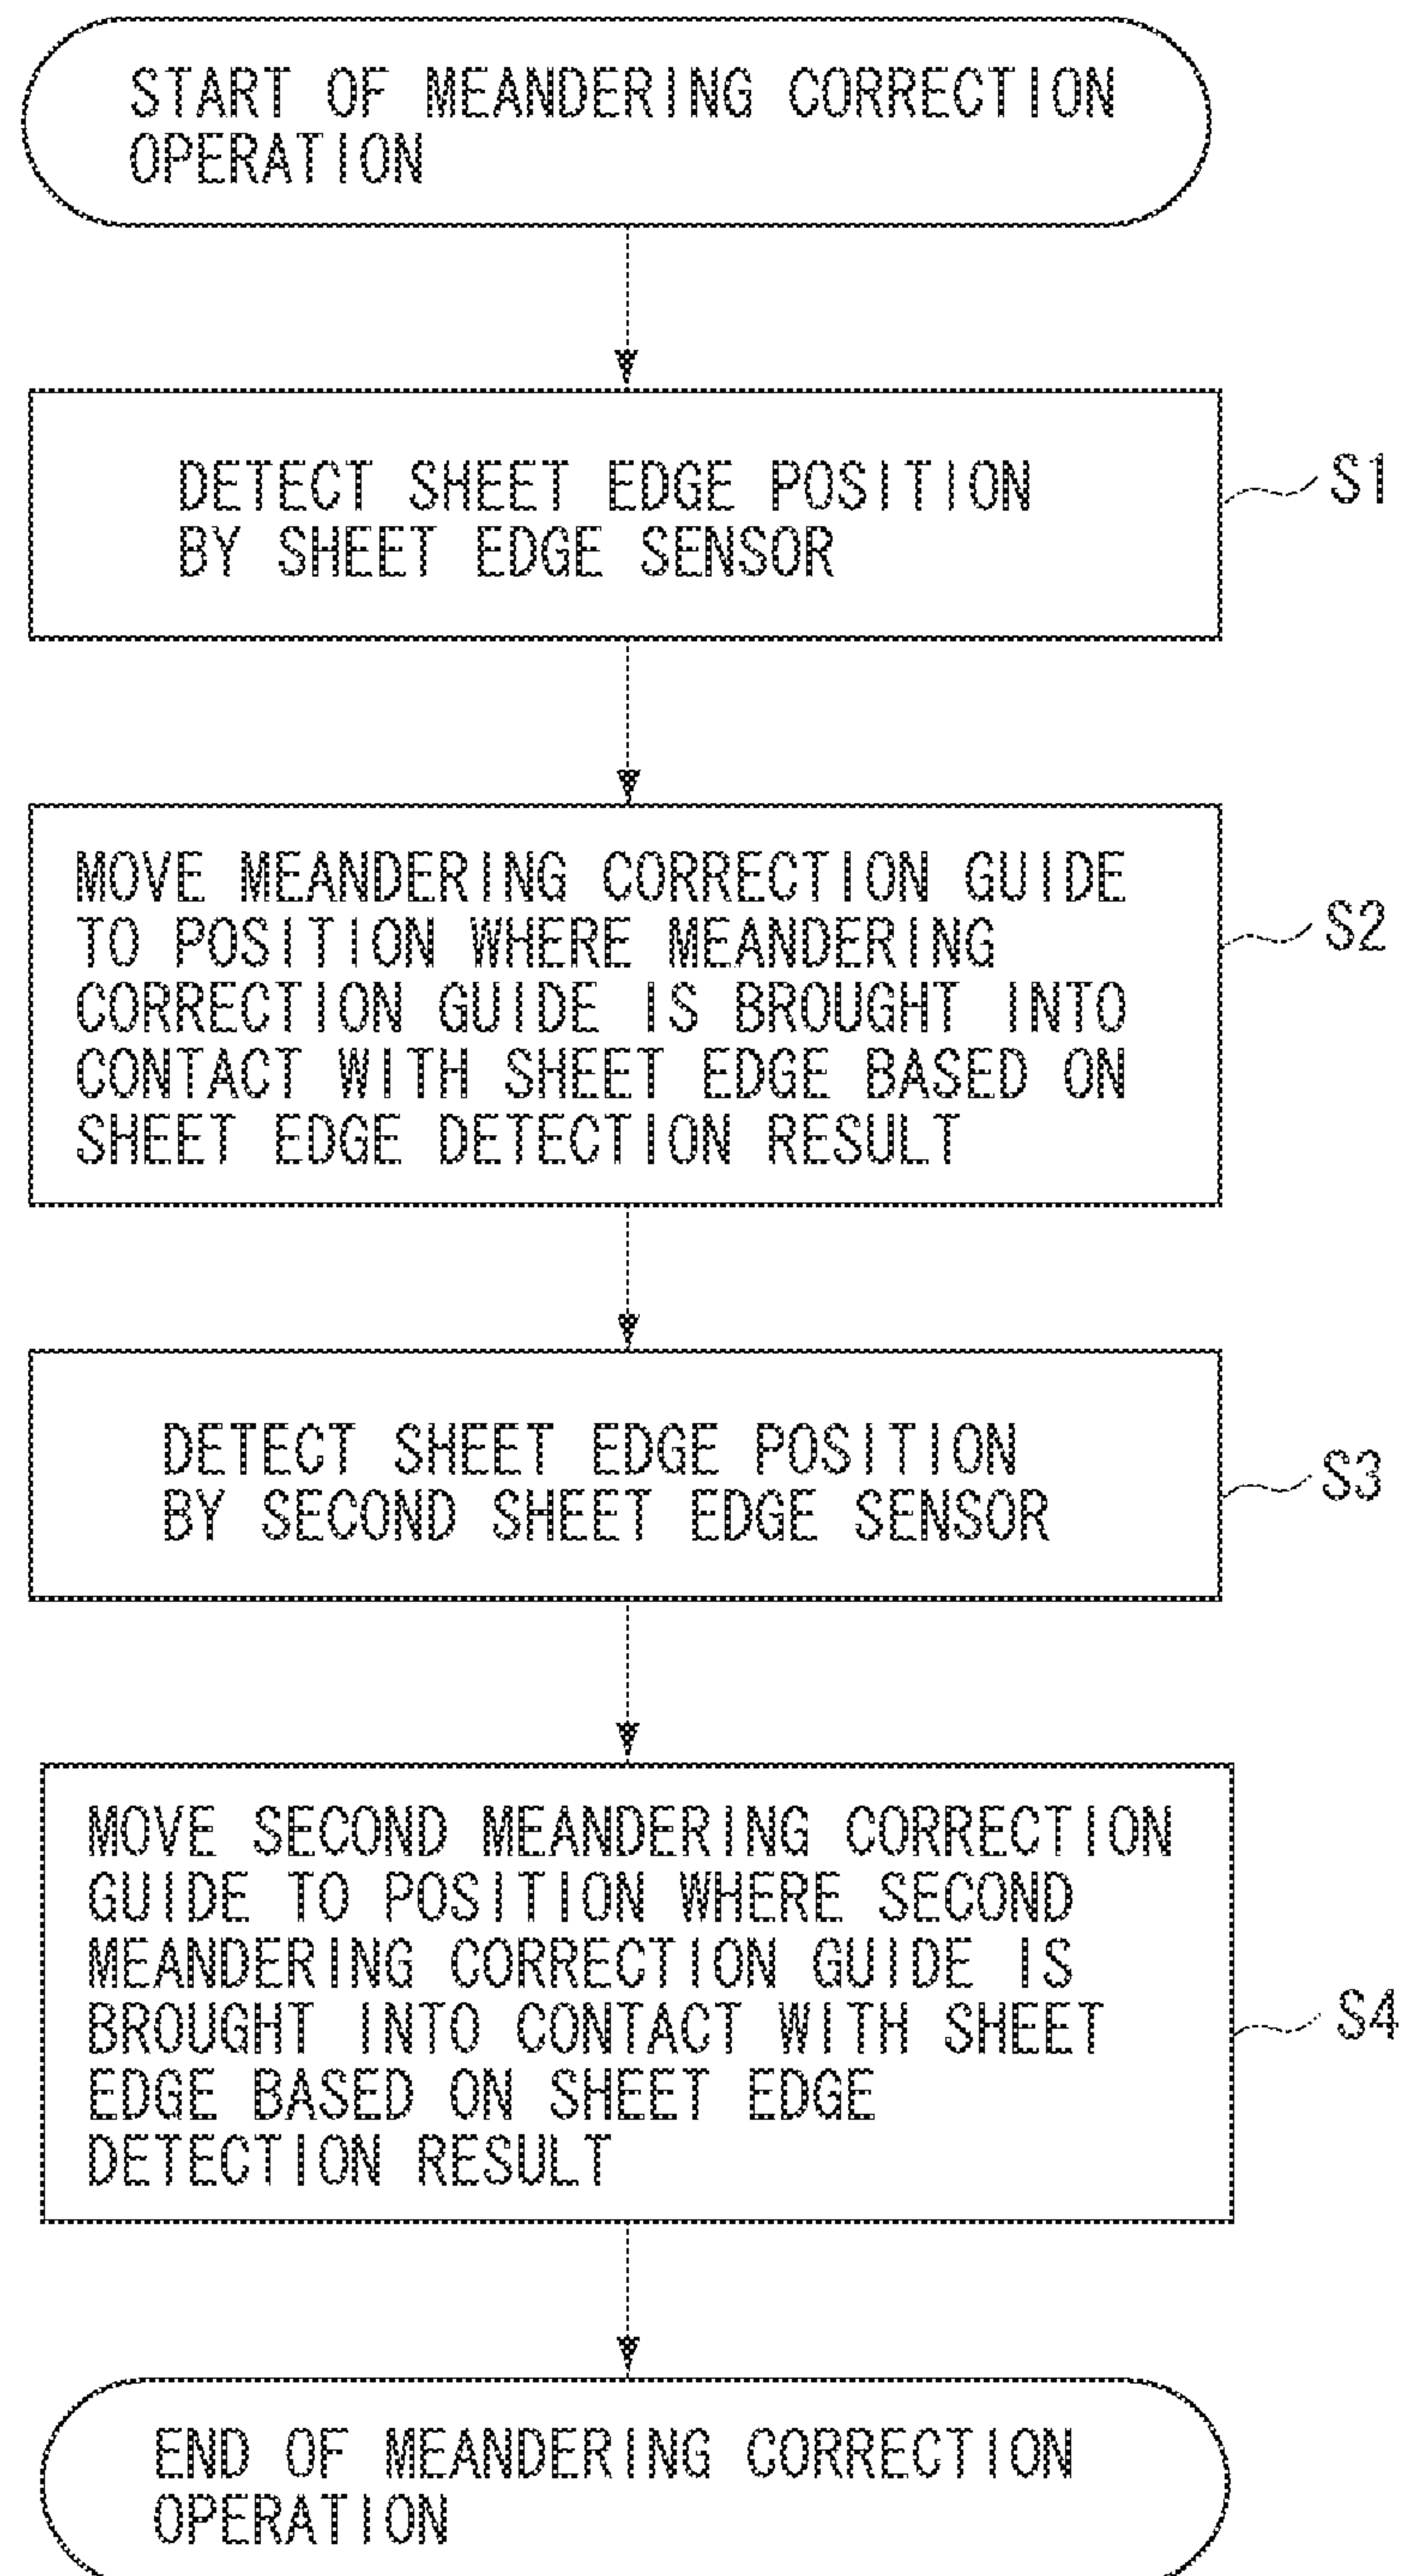 START OF MEANDERING CORRECTION
OPERATION
DETECT SHEET EDGE POSITION
BY SHEET EDGE SENSOR
S1
MOVE MEANDERING CORRECTION GUIDE
TO POSITION WHERE MEANDERING
CORRECTION GUIDE IS BROUGHT INTO
CONTACT WITH SHEET EDGE BASED ON
SHEET EDGE DETECTION RESULT
S2
DETECT SHEET EDGE POSITION
BY SECOND SHEET EDGE SENSOR
S3
MOVE SECOND MEANDERING CORRECTION
GUIDE TO POSITION WHERE SECOND
MEANDERING CORRECTION GUIDE IS
BROUGHT INTO CONTACT WITH SHEET
EDGE BASED ON SHEET EDGE
DETECTION RESULT
S4
END OF MEANDERING CORRECTION
OPERATION